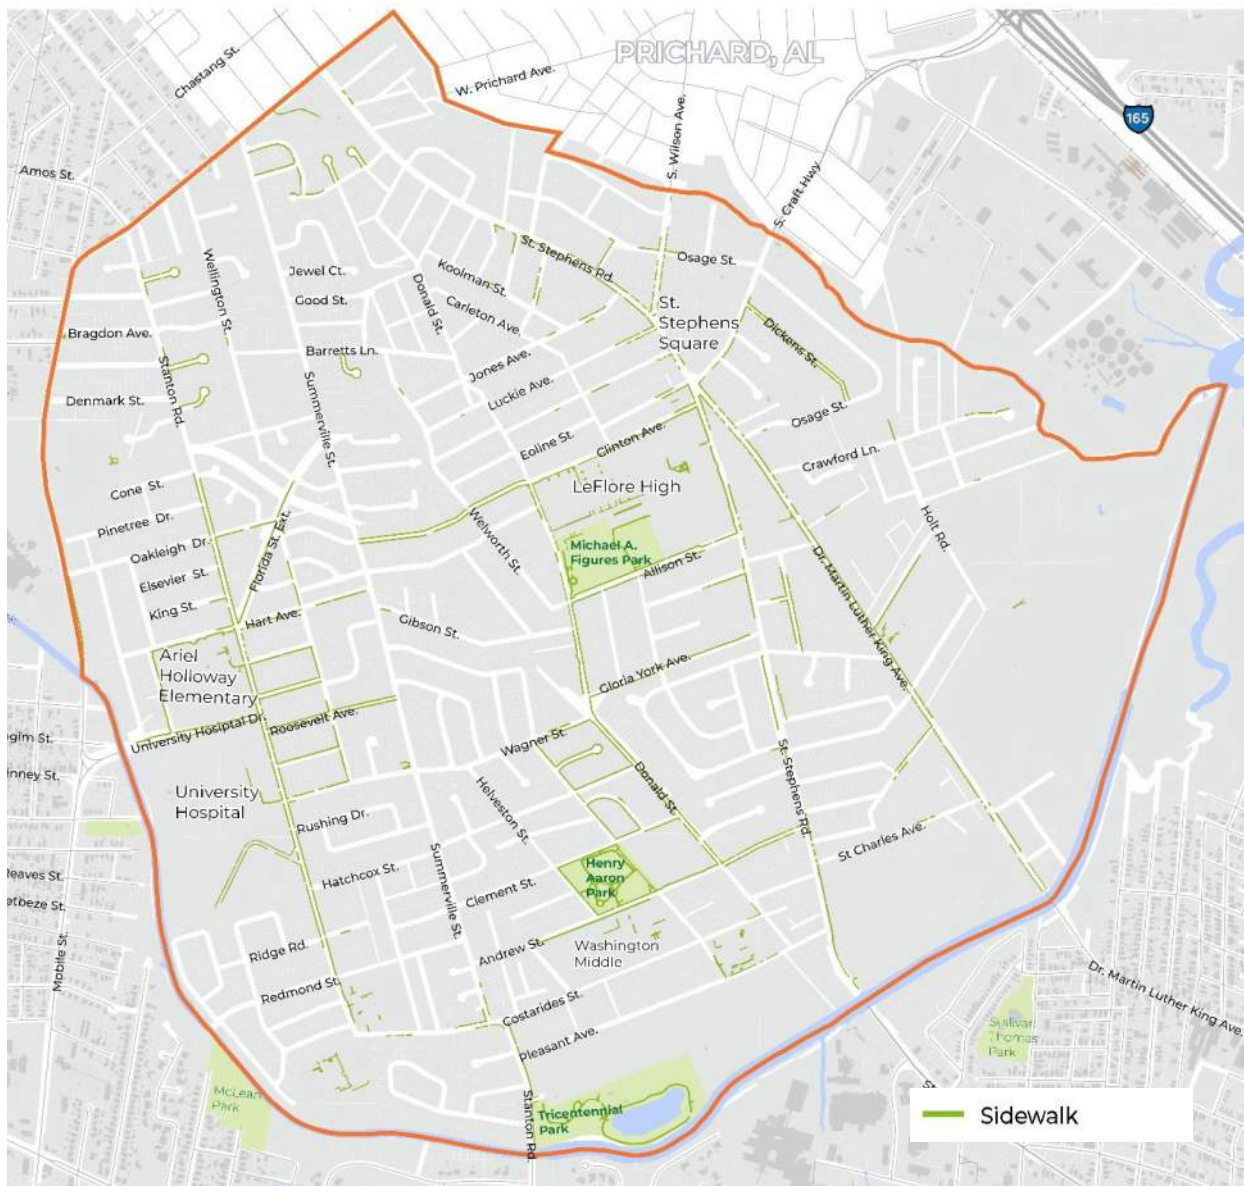 PRICHARD, AL
Chastang St.
W. Prichard Ave.
165
S. Wilson Ave.
S. Craft Hwy
Amos St.
St. Stephens Rd.
Osage St.
Wellington St.
Jewel Ct.
Koolman St.
Donald St.
Good St.
Carleton Ave.
St.
Stephens
Square
Dickens St.
Bragdon Ave.
Barretts Ln.
Jones Ave.
Stanton Rd.
Summerville St.
Luckie Ave.
Denmark St.
Osage St.
Eoline St.
Clinton Ave.
Crawford Ln.
Cone St.
LeFlore High
Pinetree Dr.
Florida St. Ext.
Welworth St.
Holt Rd.
Oakleigh Dr.
Michael A.
Figures Park
Allison St.
Dr. Martin Luther King Ave.
Elsevier St.
King St.
Hart Ave.
Gibson St.
Ariel
Holloway
Elementary
Gloria York Ave.
University Hosiptal Dr.
Roosevelt Ave.
Wagner St.
St. Stephens Rd.
Donald St.
University
Hospital
Helveston St.
Rushing Dr.
St Charles Ave.
Summerville St.
Henry
Aaron
Park
Hatchcox St.
Clement St.
Reaves St.
Mobile St.
Ridge Rd.
Andrew St.
Washington
Middle
Dr. Martin Luther King Ave.
Redmond St.
Costarides St.
Pleasant Ave.
Sullivan
Thomas
Park
McLean
Park
Stanton Rd.
Tricentennial
Park
Sidewalk